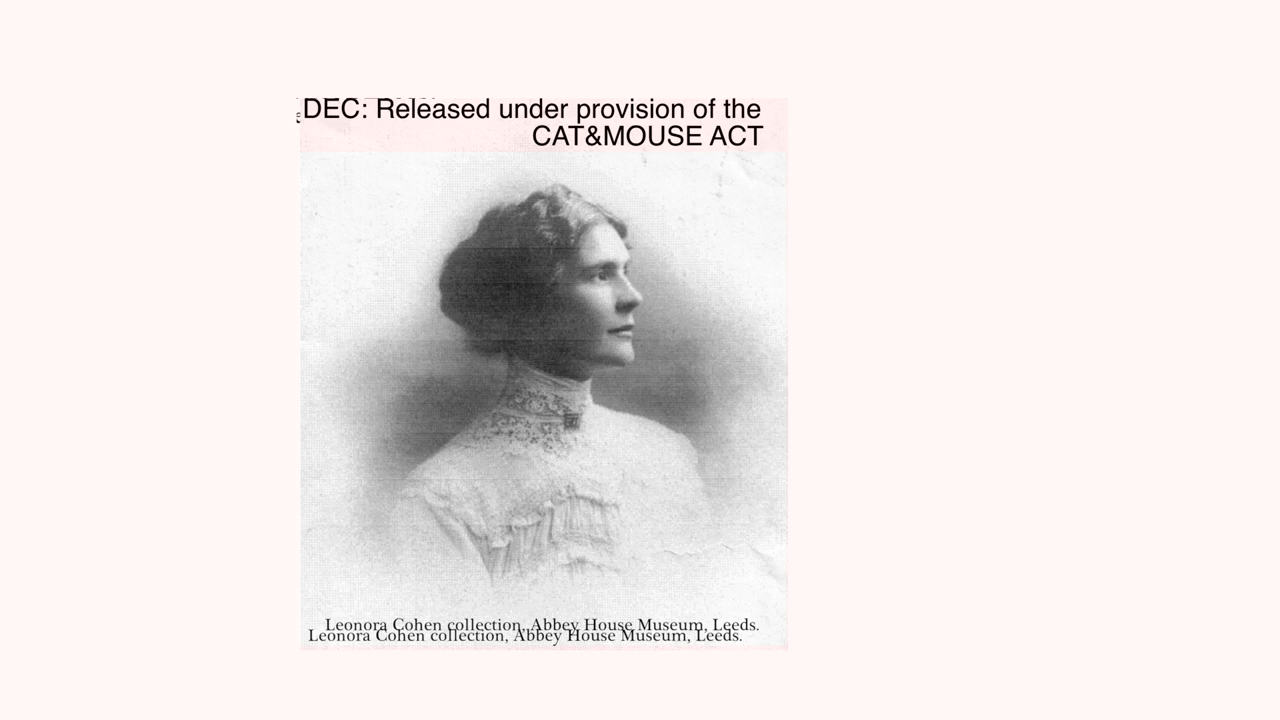 DEC: Released under provision of the
CAT&MOUSE ACT
Leonora Cohen collection, Abbey House Museum, Leeds.
Leonora Cohen collection, Abbey House Museum, Leeds.